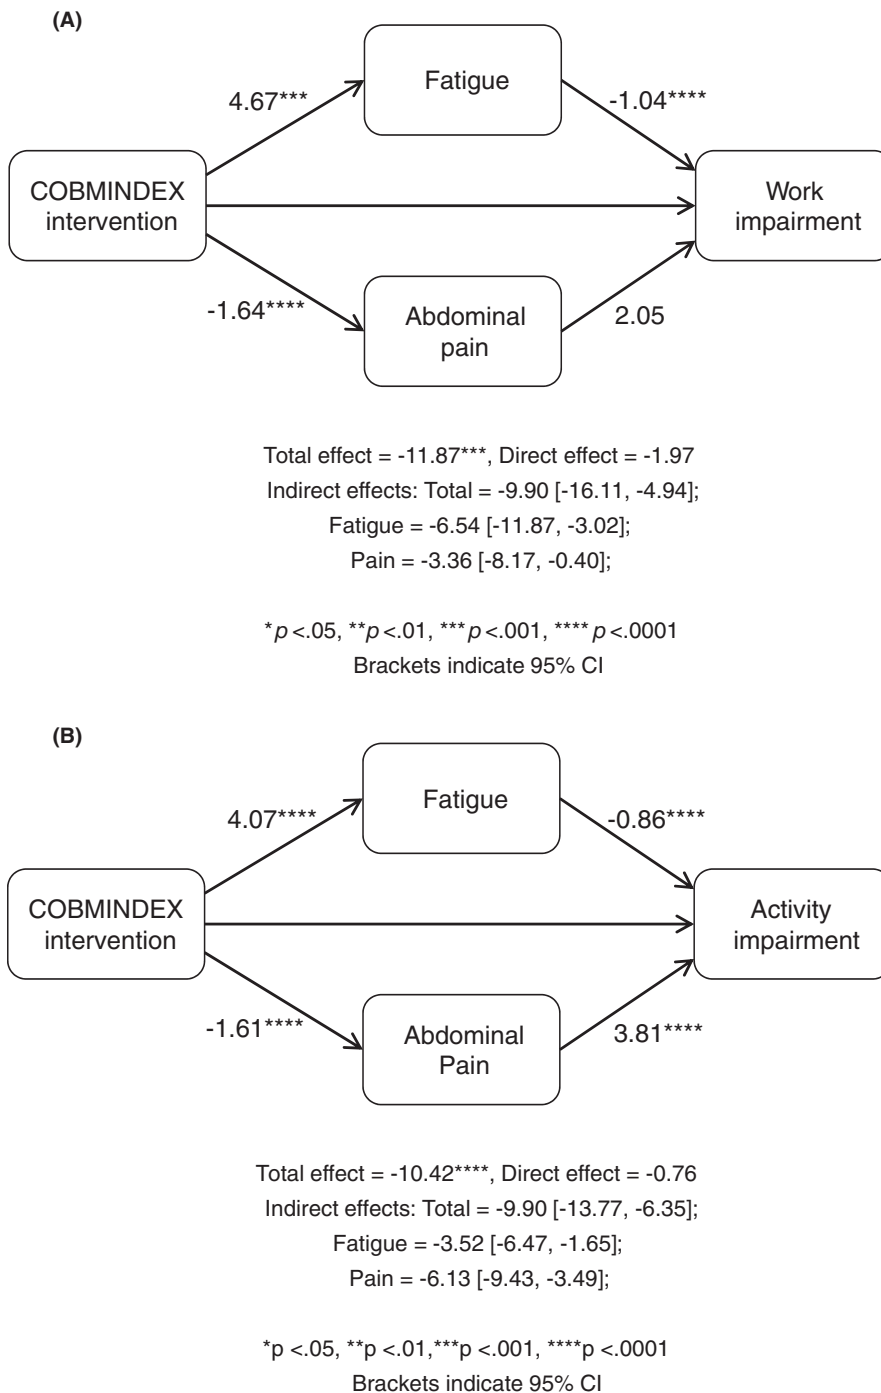 (A)
Fatigue
4.67***
-1.04****
COBMINDEX
intervention
Work
impairment
-1.64****
Abdominal
pain
2.05
Total effect = -11.87***, Direct effect = -1.97
Indirect effects: Total = -9.90 [-16.11, -4.94];
Fatigue = -6.54 [-11.87, -3.02];
Pain = -3.36 [-8.17, -0.40];
*p <.05, **p <.01, ***p <.001, ****p <.0001
Brackets indicate 95% CI
(B)
Fatigue
4.07****
-0.86****
COBMINDEX
intervention
Activity
impairment
-1.61****
Abdominal
Pain
3.81****
Total effect = -10.42****, Direct effect = -0.76
Indirect effects: Total = -9.90 [-13.77, -6.35];
Fatigue = -3.52 [-6.47, -1.65];
Pain = -6.13 [-9.43, -3.49];
*p <.05, **p <.01,***p <.001, ****p <.0001
Brackets indicate 95% CI